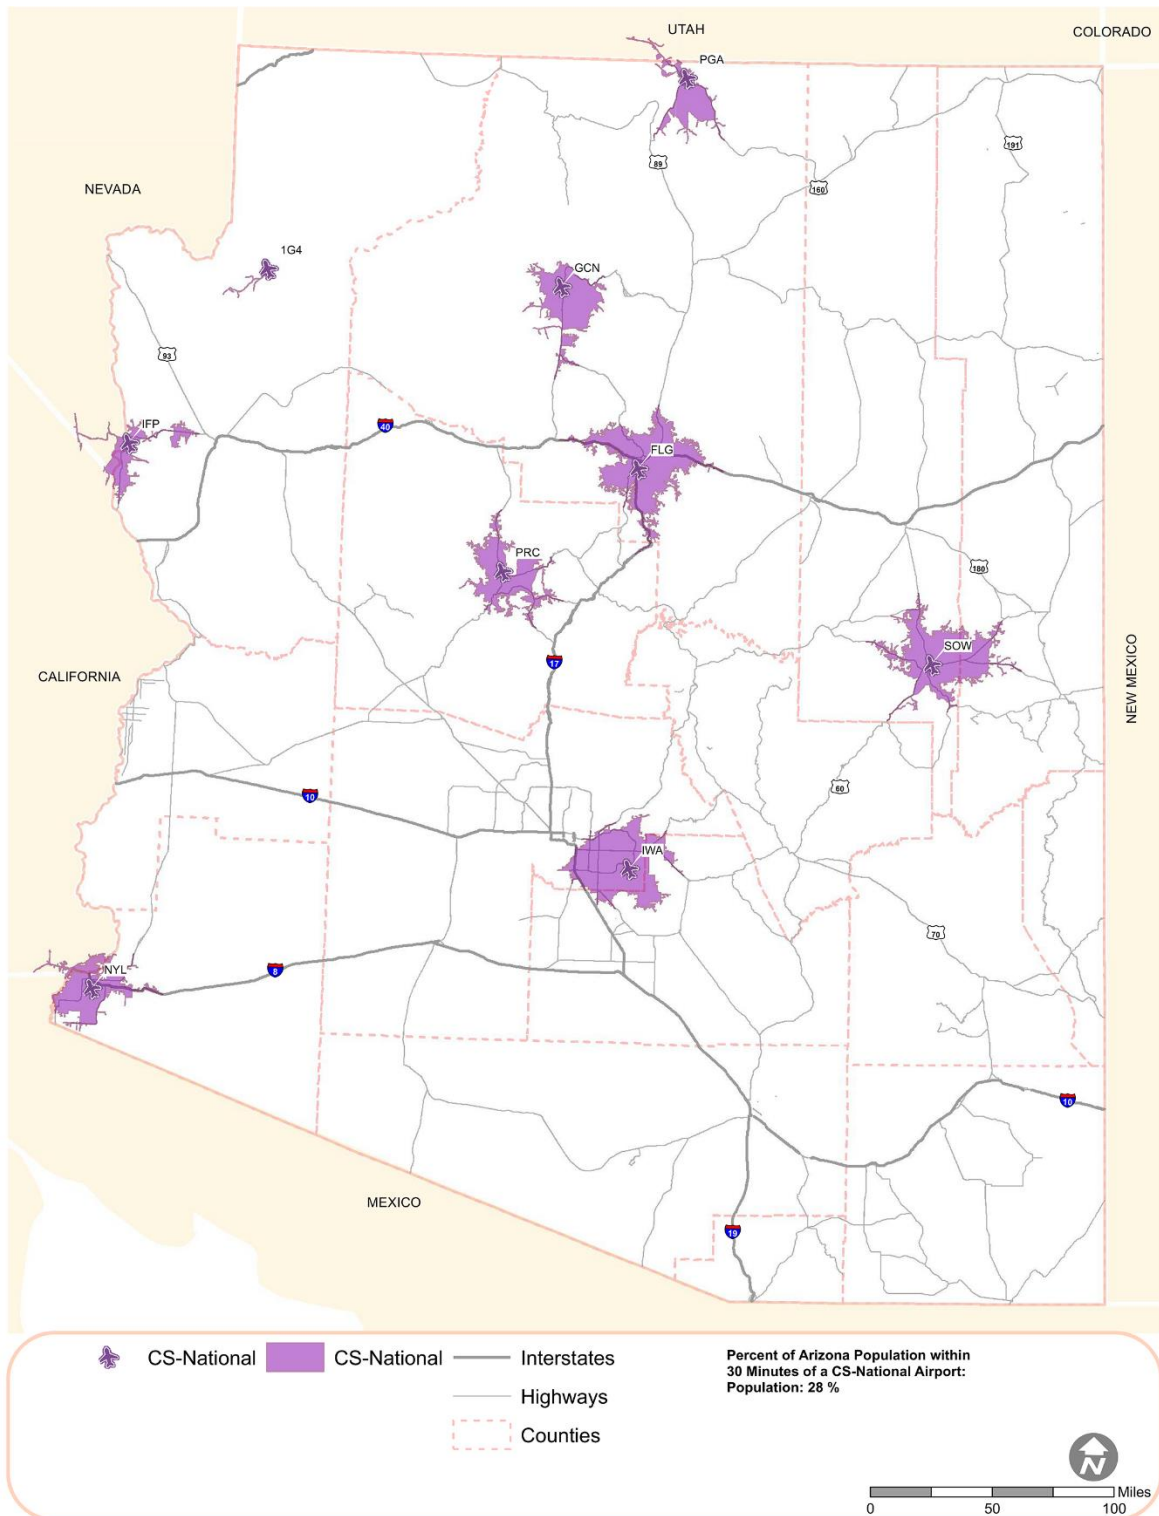 UTAH
COLORADO
PGA
191
89
160
NEVADA
1G4
GCN
93
IFP
40
FLG
PRC
180
SOW
17
CALIFORNIA
NEW MEXICO
10
60
IWA
70
NYL
8
10
MEXICO
19
CS-National
CS-National
Interstates
Highways
Counties
Percent of Arizona Population within
30 Minutes of a CS-National Airport:
Population: 28 %
N
Miles
0
50
100